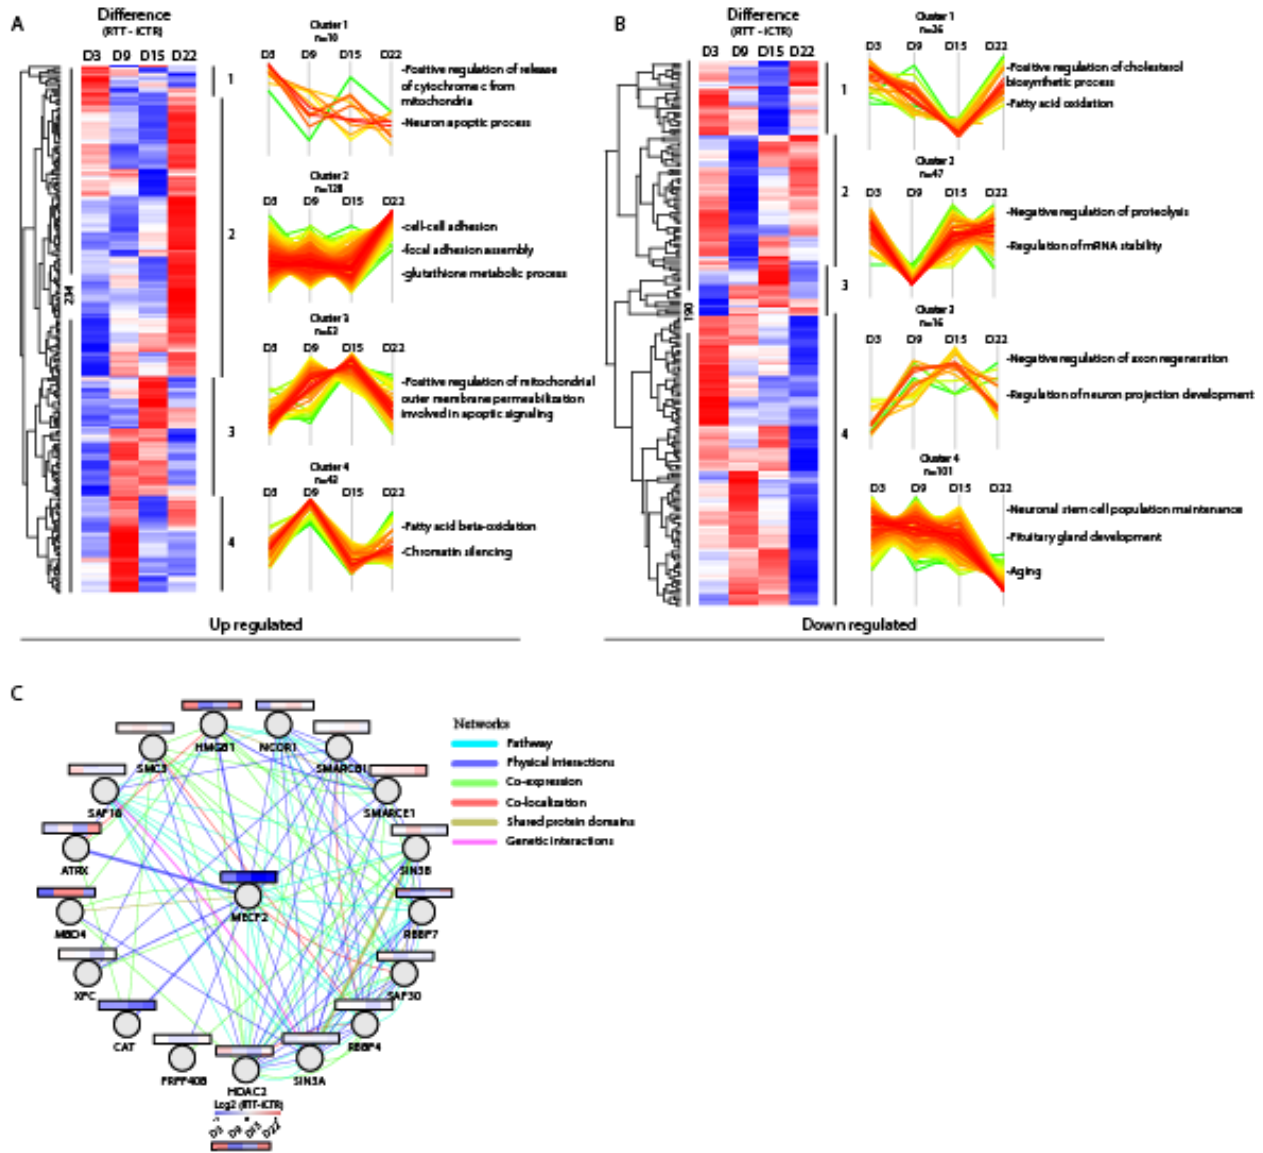 A
Difference
(RTT - iCTR)
D3 D9 D15 D22
234
1
2
3
4
Cluster 1
n=10
D3 D9 D15 D22
-Positive regulation of release
of cytochrome c from
mitochondria
-Neuron apoptic process
Cluster 2
n=128
D3 D9 D15 D22
-cell-cell adhesion
-focal adhesion assembly
-glutathione metabolic process
Cluster 3
n=53
D3 D9 D15 D22
-Positive regulation of mitochondrial
outer membrane permeabilization
involved in apoptic signaling
Cluster 4
n=43
D3 D9 D15 D22
-Fatty acid beta-oxidation
-Chromatin silencing
Up regulated
B
Difference
(RTT - iCTR)
D3 D9 D15 D22
190
1
2
3
4
Cluster 1
n=26
D3 D9 D15 D22
-Positive regulation of cholesterol
biosynthetic process
-Fatty acid oxidation
Cluster 2
n=47
D3 D9 D15 D22
-Negative regulation of proteolysis
-Regulation of mRNA stability
Cluster 3
n=16
D3 D9 D15 D22
-Negative regulation of axon regeneration
-Regulation of neuron projection development
Cluster 4
n=101
D3 D9 D15 D22
-Neuronal stem cell population maintenance
-Pituitary gland development
-Aging
Down regulated
C
HMGB1
NCOR1
SMC3
SMARCB1
SAP18
SMARCE1
ATRX
SIN3B
MECP2
MBD4
RBBP7
XPC
SAP30
CAT
RBBP4
PRPF40B
HDAC2
SIN3A
Networks
Pathway
Physical interactions
Co-expression
Co-localization
Shared protein domains
Genetic interactions
Log2 (RTT-iCTR)
D3 D9 D15 D22